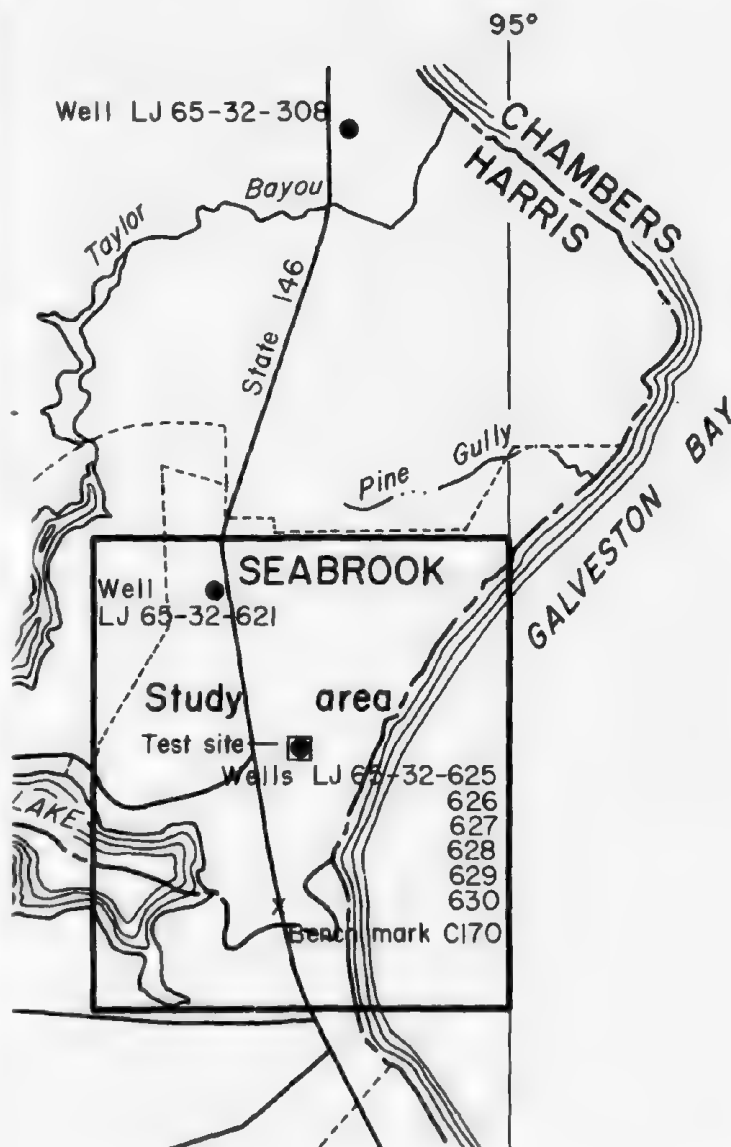 95°
Well LJ 65-32-308
CHAMBERS
HARRIS
Taylor Bayou
State 146
Pine Gully
GALVESTON BAY
SEABROOK
Well
LJ 65-32-621
Study area
Test site
Wells LJ 65-32-625
626
627
628
629
630
LAKE
x
Bench mark C170